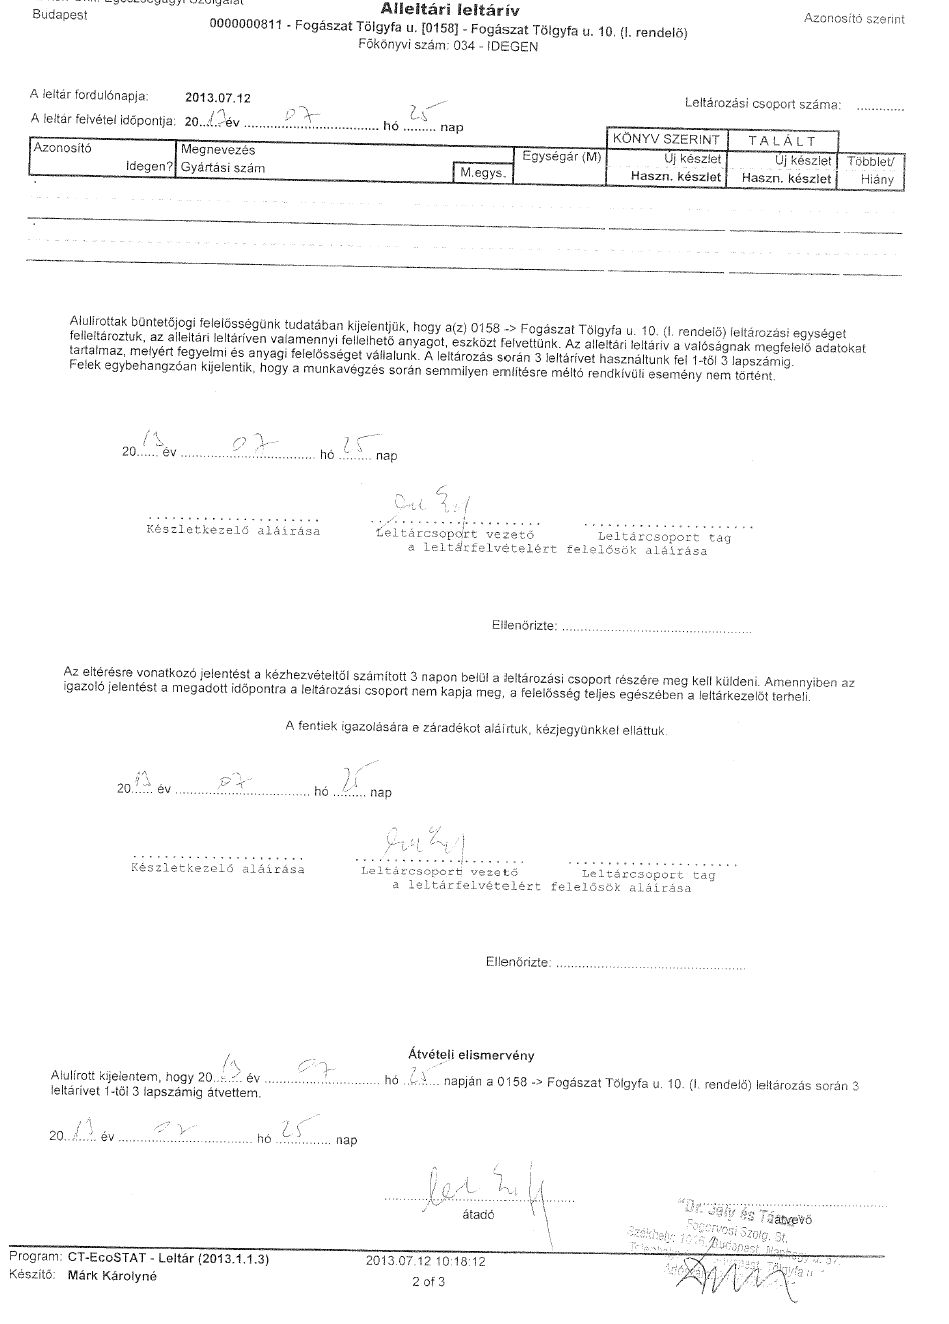 Egészségügyi Szolgálat
Budapest
Alleltári leltárív
0000000811 - Fogászat Tölgyfa u. [0158] - Fogászat Tölgyfa u. 10. (I. rendelő)
Főkönyvi szám: 034 - IDEGEN
Azonosító szerint
A leltár fordulónapja: 2013.07.12
Leltározási csoport száma: ............
A leltár felvétel időpontja: 20..13.év ......07...... hó ..25.. nap
KÖNYV SZERINT TALÁLT
Azonosító Megnevezés Egységár (M) Új készlet Új készlet Többlet/
Idegen? Gyártási szám M.egys. Haszn. készlet Haszn. készlet Hiány
Alulírottak büntetőjogi felelősségünk tudatában kijelentjük, hogy a(z) 0158 -> Fogászat Tölgyfa u. 10. (I. rendelő) leltározási egységet
felleltároztuk, az alleltári leltáríven valamennyi fellelhető anyagot, eszközt felvettünk. Az alleltári leltárív a valóságnak megfelelő adatokat
tartalmaz, melyért fegyelmi és anyagi felelősséget vállalunk. A leltározás során 3 leltárívet használtunk fel 1-től 3 lapszámig.
Felek egybehangzóan kijelentik, hogy a munkavégzés során semmilyen említésre méltó rendkívüli esemény nem történt.
20 13 év ......07...... hó 25 nap
Készletkezelő aláírása Leltárcsoport vezető Leltárcsoport tag
a leltárfelvételért felelősök aláírása
Ellenőrizte: ..............................
Az eltérésre vonatkozó jelentést a kézhezvételtől számított 3 napon belül a leltározási csoport részére meg kell küldeni. Amennyiben az
igazoló jelentést a megadott időpontra a leltározási csoport nem kapja meg, a felelősség teljes egészében a leltárkezelőt terheli.
A fentiek igazolására e záradékot aláírtuk, kézjegyünkkel elláttuk.
20 13 év ......07...... hó 25 nap
Készletkezelő aláírása Leltárcsoport vezető Leltárcsoport tag
a leltárfelvételért felelősök aláírása
Ellenőrizte: ..............................
Átvételi elismervény
Alulírott kijelentem, hogy 20 13 év ......07...... hó 25 napján a 0158 -> Fogászat Tölgyfa u. 10. (I. rendelő) leltározás során 3
leltárívet 1-től 3 lapszámig átvettem.
20 13 év ......07...... hó 25 nap
átadó átvevő
"Dr. Jely és Társa"
Fogorvosi Szolg. Bt.
Székhely: Budapest
Program: CT-EcoSTAT - Leltár (2013.1.1.3) 2013.07.12 10:18:12
Készítő: Márk Károlyné 2 of 3